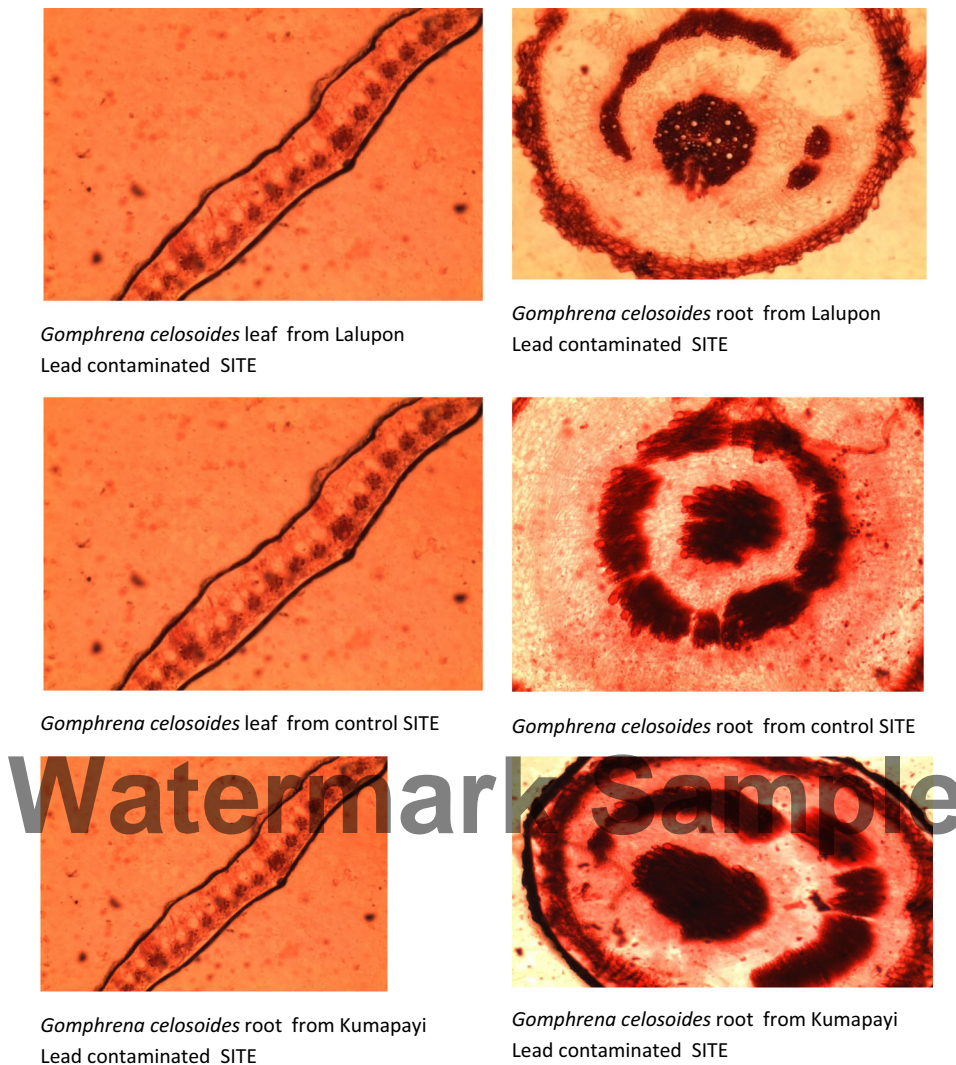 Gomphrena celosoides leaf from Lalupon
Lead contaminated SITE
Gomphrena celosoides root from Lalupon
Lead contaminated SITE
Gomphrena celosoides leaf from control SITE
Gomphrena celosoides root from control SITE
Watermark Sample
Gomphrena celosoides root from Kumapayi
Lead contaminated SITE
Gomphrena celosoides root from Kumapayi
Lead contaminated SITE